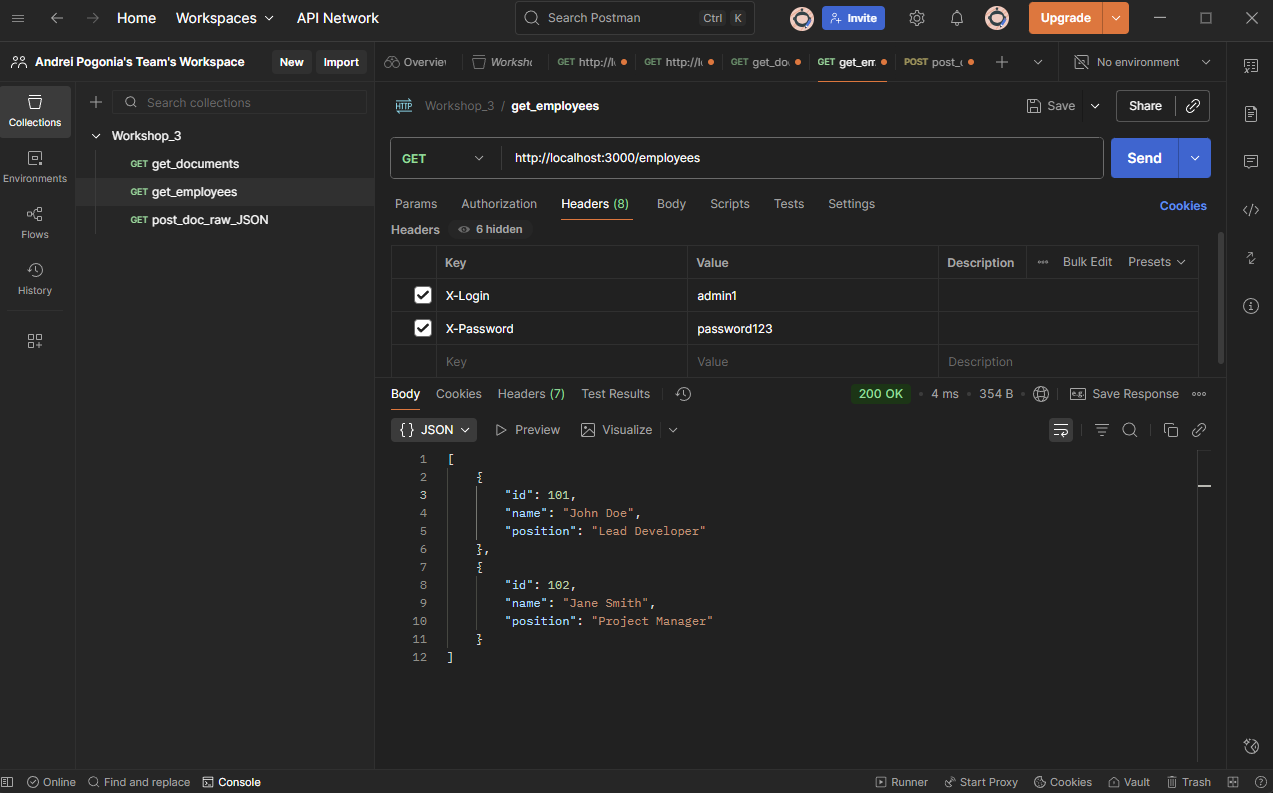 Home Workspaces API Network Search Postman Ctrl K Invite Upgrade
Andrei Pogonia's Team's Workspace New Import
Overvie Worksho GET http://l GET http://l GET get_do GET get_em POST post_ No environment
Collections
Environments
Flows
History
Search collections
Workshop_3
GET get_documents
GET get_employees
GET post_doc_raw_JSON
HTTP Workshop_3 / get_employees Save Share
GET http://localhost:3000/employees Send
Params Authorization Headers (8) Body Scripts Tests Settings Cookies
Headers 6 hidden
Key Value Description Bulk Edit Presets
X-Login admin1
X-Password password123
Key Value Description
Body Cookies Headers (7) Test Results 200 OK 4 ms 354 B e.g. Save Response
{} JSON Preview Visualize
1 [
2 {
3 "id": 101,
4 "name": "John Doe",
5 "position": "Lead Developer"
6 },
7 {
8 "id": 102,
9 "name": "Jane Smith",
10 "position": "Project Manager"
11 }
12 ]
Online Find and replace Console Runner Start Proxy Cookies Vault Trash